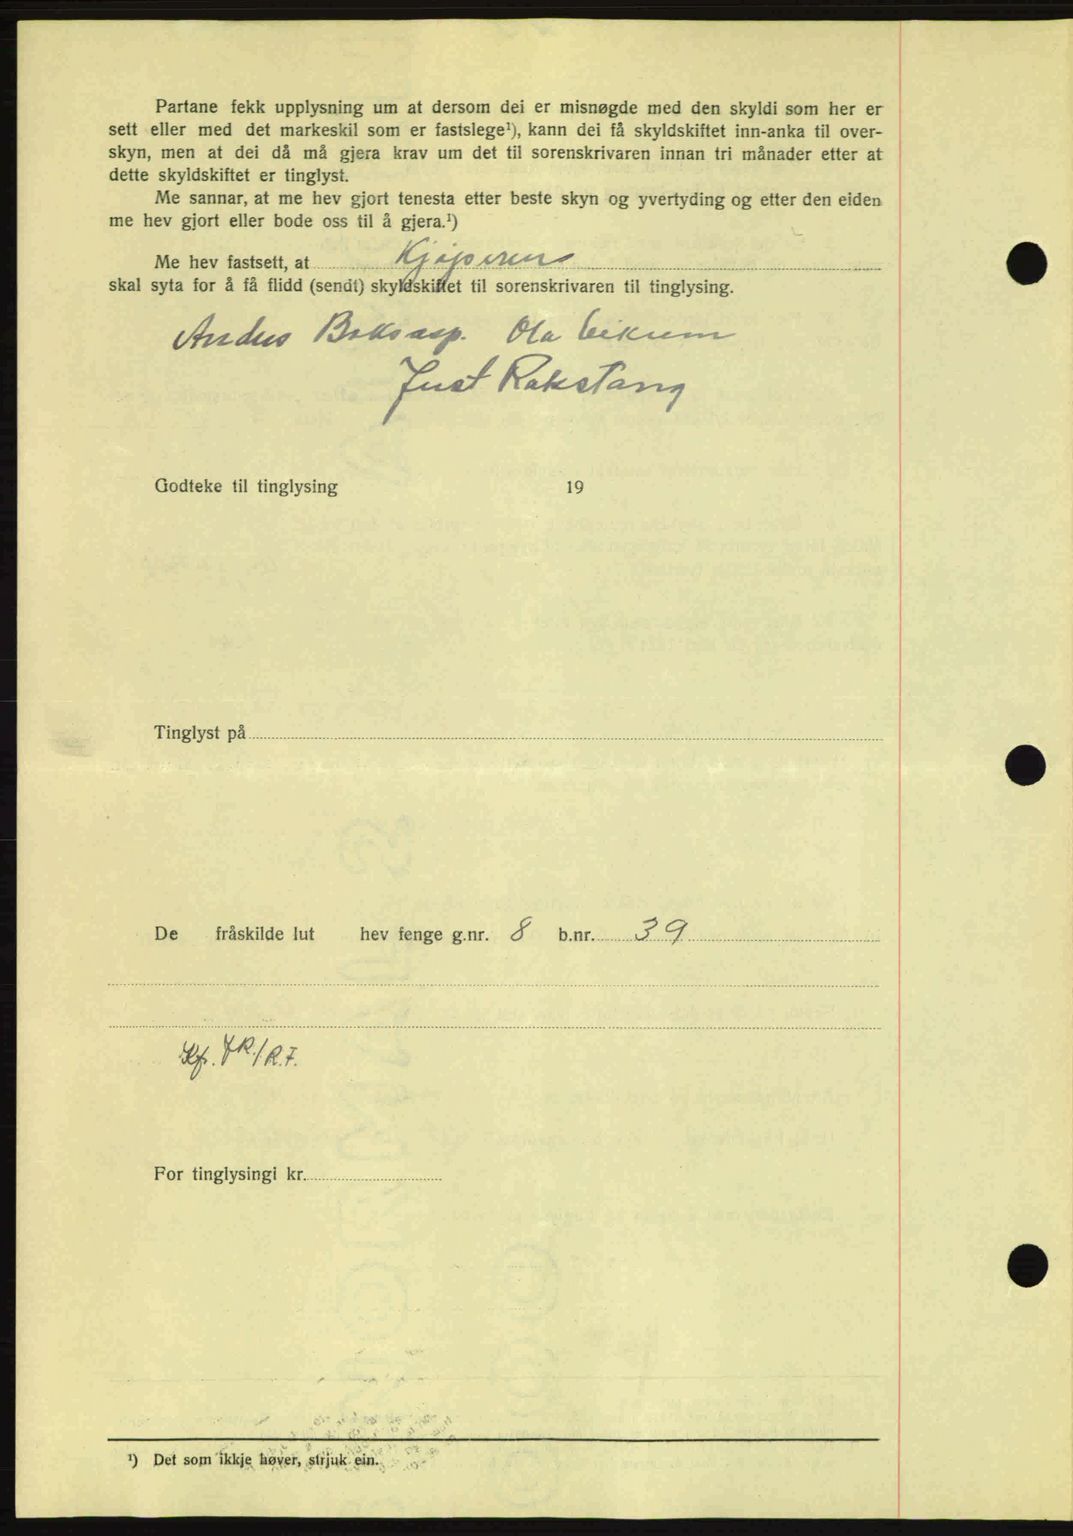 Partane fekk upplysning um at dersom dei er misnøgde med den skyldi som her er
sett eller med det markeskil som er fastslege¹), kann dei få skyldskiftet inn-anka til over-
skyn, men at dei då må gjera krav um det til sorenskrivaren innan tri månader etter at
dette skyldskiftet er tinglyst.
Me sannar, at me hev gjort tenesta etter beste skyn og yvertyding og etter den eiden
me hev gjort eller bode oss til å gjera.¹)
Me hev fastsett, at Kjøperen
skal syta for å få flidd (sendt) skyldskiftet til sorenskrivaren til tinglysing.
Ola
Just Rakstang
Godteke til tinglysing 19
Tinglyst på
De fråskilde lut hev fenge g.nr. 8 b.nr. 39
Kf. JR/R.F.
For tinglysingi kr.
¹) Det som ikkje høver, strjuk ein.